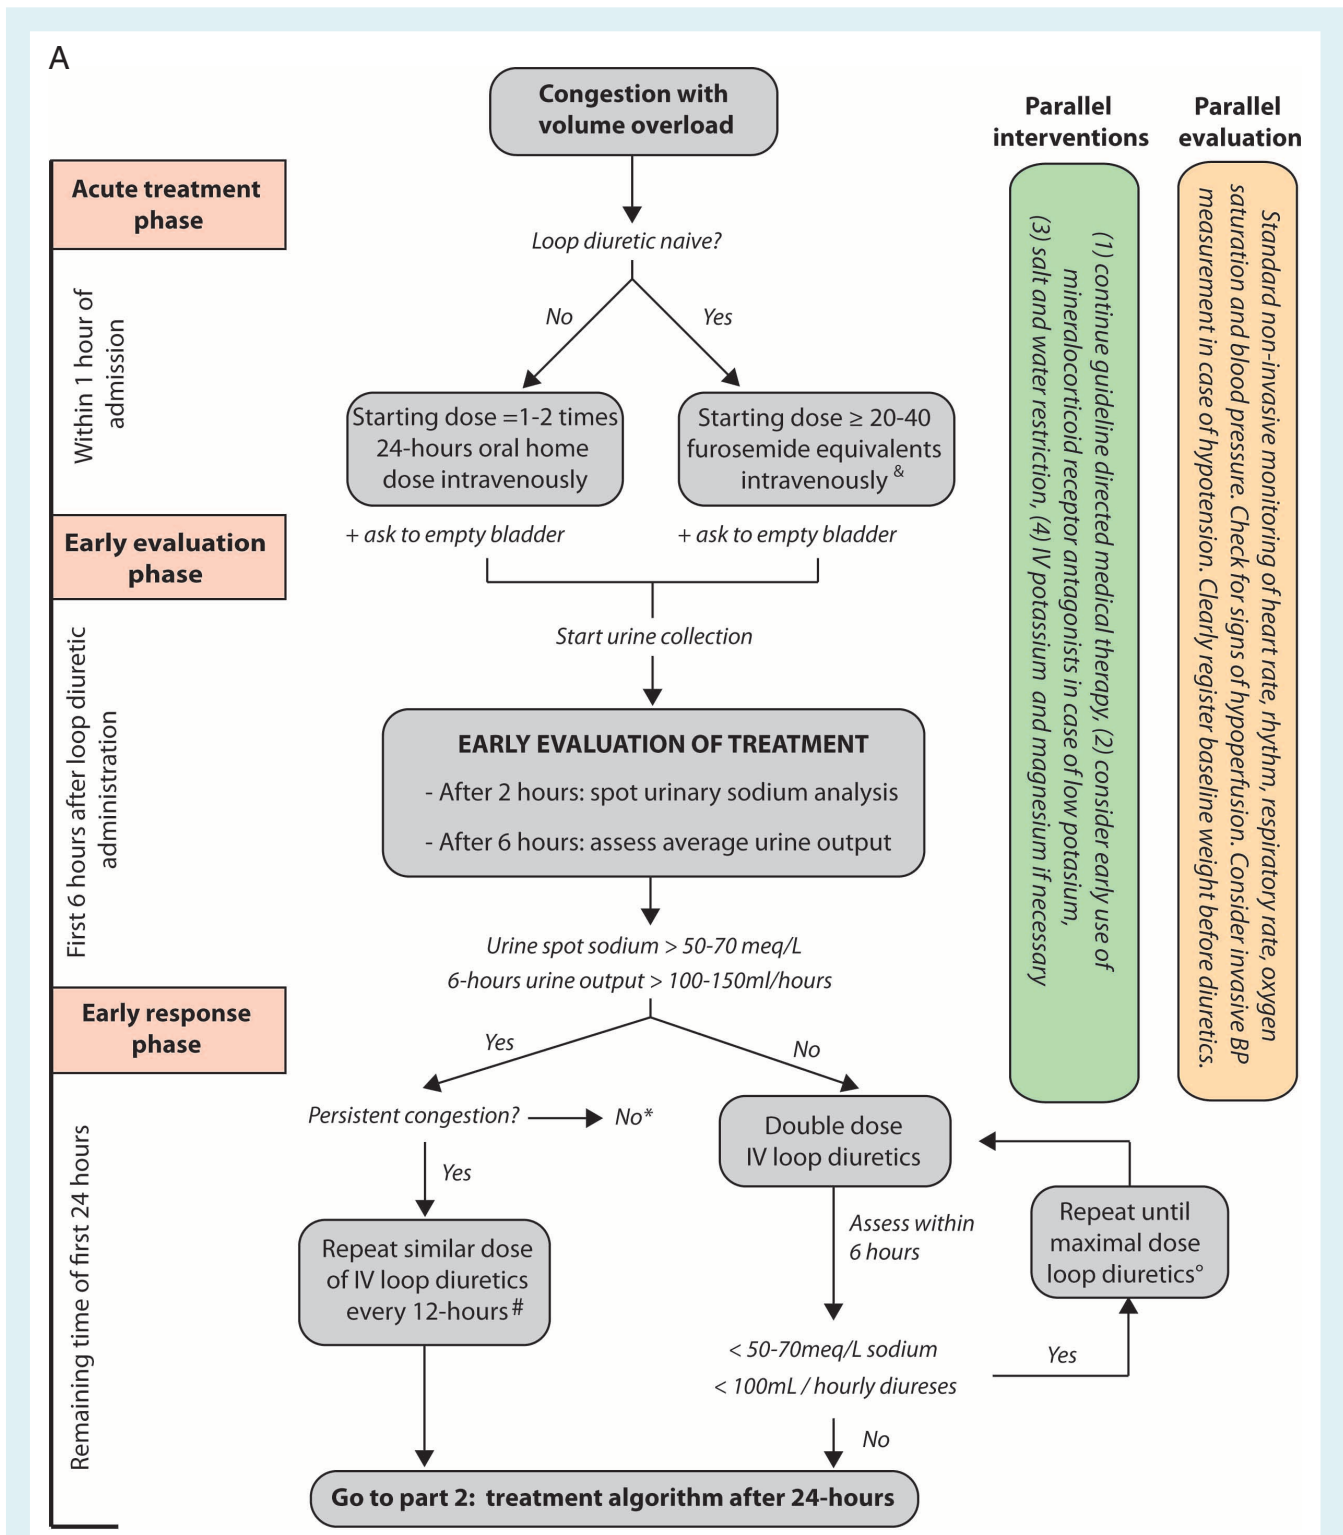 A
Congestion with
volume overload
Parallel
interventions
Parallel
evaluation
Acute treatment
phase
Loop diuretic naive?
Within 1 hour of
admission
No
Yes
Starting dose =1-2 times
24-hours oral home
dose intravenously
Starting dose ≥ 20-40
furosemide equivalents
intravenously &
+ ask to empty bladder
+ ask to empty bladder
Early evaluation
phase
Start urine collection
First 6 hours after loop diuretic
administration
EARLY EVALUATION OF TREATMENT
- After 2 hours: spot urinary sodium analysis
- After 6 hours: assess average urine output
Urine spot sodium > 50-70 meq/L
6-hours urine output > 100-150ml/hours
Early response
phase
Yes
No
Persistent congestion?
No*
Double dose
IV loop diuretics
Yes
Remaining time of first 24 hours
Repeat similar dose
of IV loop diuretics
every 12-hours #
Assess within
6 hours
Repeat until
maximal dose
loop diuretics°
< 50-70meq/L sodium
< 100mL / hourly diureses
Yes
No
Go to part 2: treatment algorithm after 24-hours
(1) continue guideline directed medical therapy, (2) consider early use of
mineralocorticoid receptor antagonists in case of low potasium,
(3) salt and water restriction, (4) IV potassium and magnesium if necessary
Standard non-invasive monitoring of heart rate, rhythm, respiratory rate, oxygen
saturation and blood pressure. Check for signs of hypoperfusion. Consider invasive BP
measurement in case of hypotension. Clearly register baseline weight before diuretics.